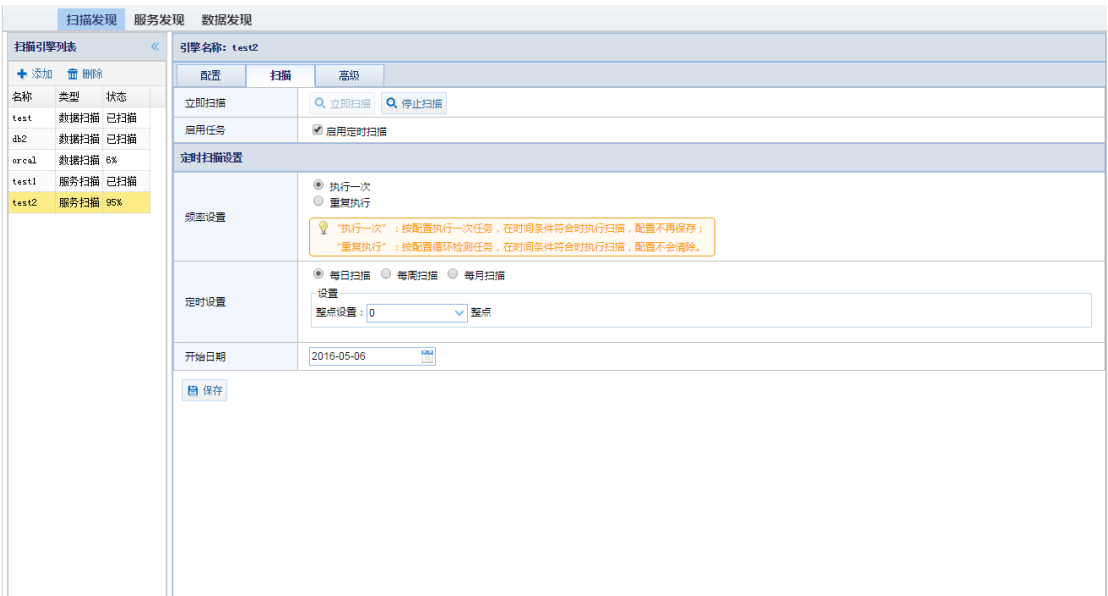 扫描发现 服务发现 数据发现
扫描引擎列表 «
添加 删除
名称 类型 状态
test 数据扫描 已扫描
db2 数据扫描 已扫描
orcal 数据扫描 6%
test1 服务扫描 已扫描
test2 服务扫描 95%
引擎名称: test2
配置 扫描 高级
立即扫描 立即扫描 停止扫描
启用任务 启用定时扫描
定时扫描设置
频率设置
执行一次
重复执行
"执行一次" ：按配置执行一次任务，在时间条件符合时执行扫描，配置不再保存；
"重复执行" ：按配置循环检测任务，在时间条件符合时执行扫描，配置不会清除。
定时设置
每日扫描 每周扫描 每月扫描
设置
整点设置：0 整点
开始日期 2016-05-06
保存